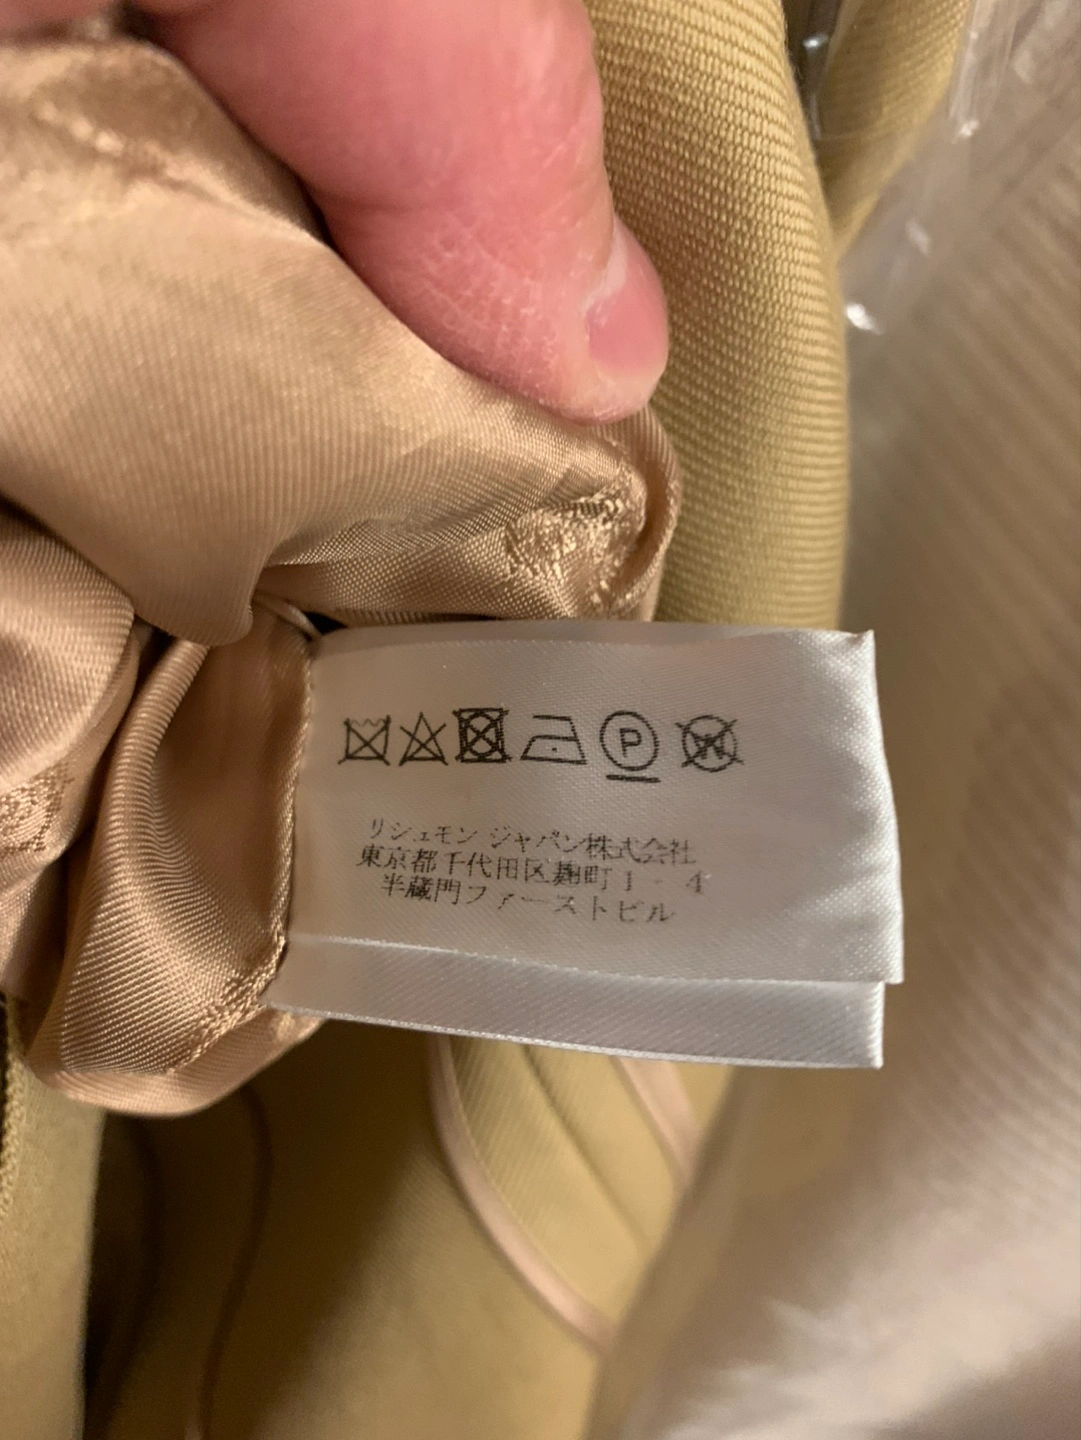 P
W
リシュモン ジャパン株式会社
東京都千代田区麹町1-4
半蔵門ファーストビル